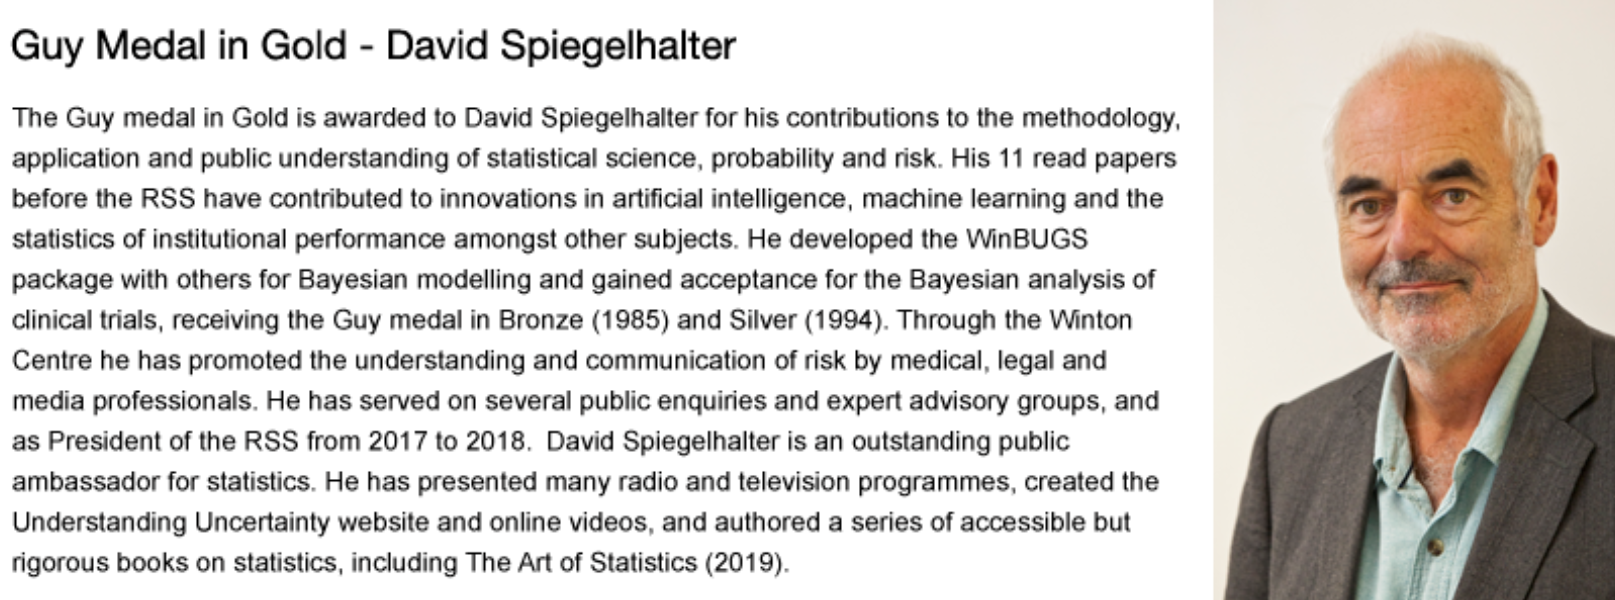 Guy Medal in Gold - David Spiegelhalter
The Guy medal in Gold is awarded to David Spiegelhalter for his contributions to the methodology,
application and public understanding of statistical science, probability and risk. His 11 read papers
before the RSS have contributed to innovations in artificial intelligence, machine learning and the
statistics of institutional performance amongst other subjects. He developed the WinBUGS
package with others for Bayesian modelling and gained acceptance for the Bayesian analysis of
clinical trials, receiving the Guy medal in Bronze (1985) and Silver (1994). Through the Winton
Centre he has promoted the understanding and communication of risk by medical, legal and
media professionals. He has served on several public enquiries and expert advisory groups, and
as President of the RSS from 2017 to 2018.  David Spiegelhalter is an outstanding public
ambassador for statistics. He has presented many radio and television programmes, created the
Understanding Uncertainty website and online videos, and authored a series of accessible but
rigorous books on statistics, including The Art of Statistics (2019).